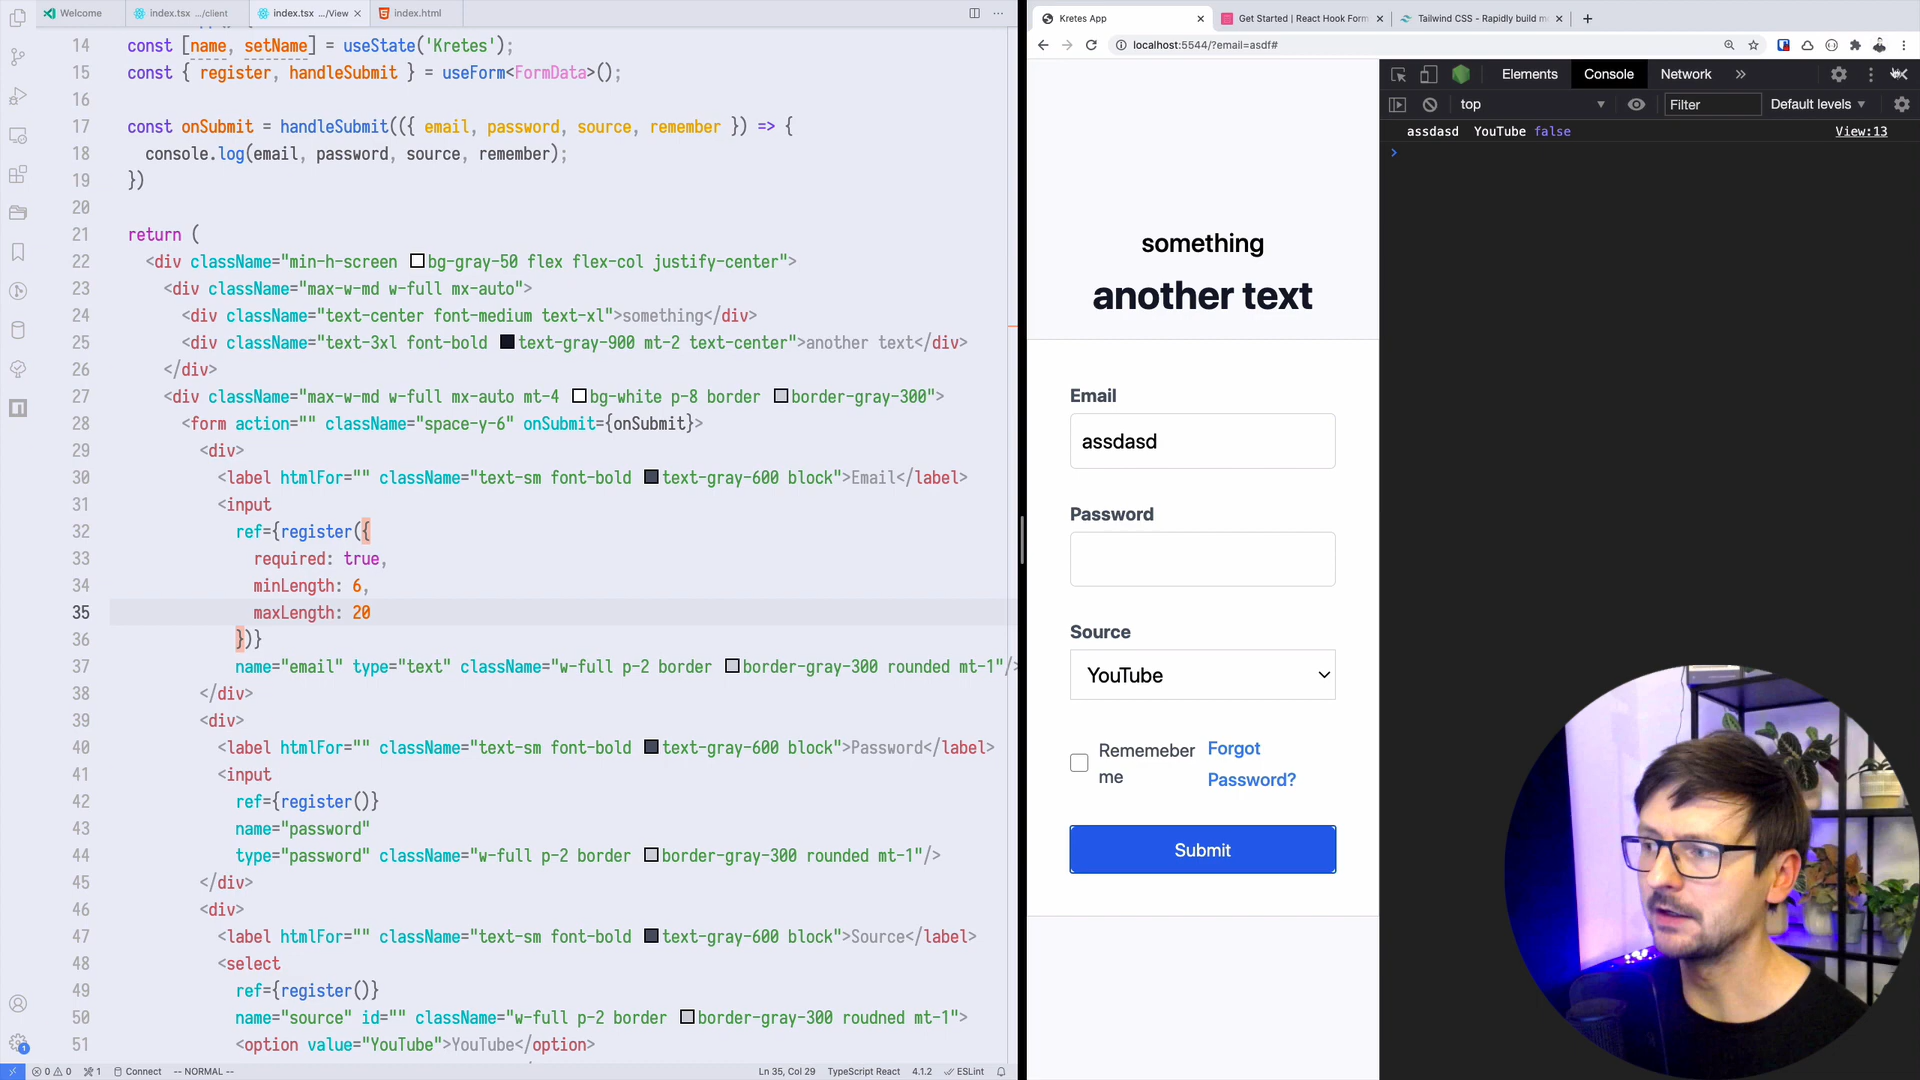 Welcome
index.tsx .../client
index.tsx .../View
index.html
14 const [name, setName] = useState('Kretes');
15 const { register, handleSubmit } = useForm<FormData>();
16
17 const onSubmit = handleSubmit(({ email, password, source, remember }) => {
18 console.log(email, password, source, remember);
19 })
20
21 return (
22 <div className="min-h-screen bg-gray-50 flex flex-col justify-center">
23 <div className="max-w-md w-full mx-auto">
24 <div className="text-center font-medium text-xl">something</div>
25 <div className="text-3xl font-bold text-gray-900 mt-2 text-center">another text</div>
26 </div>
27 <div className="max-w-md w-full mx-auto mt-4 bg-white p-8 border border-gray-300">
28 <form action="" className="space-y-6" onSubmit={onSubmit}>
29 <div>
30 <label htmlFor="" className="text-sm font-bold text-gray-600 block">Email</label>
31 <input
32 ref={register({
33 required: true,
34 minLength: 6,
35 maxLength: 20
36 })}
37 name="email" type="text" className="w-full p-2 border border-gray-300 rounded mt-1"/>
38 </div>
39 <div>
40 <label htmlFor="" className="text-sm font-bold text-gray-600 block">Password</label>
41 <input
42 ref={register()}
43 name="password"
44 type="password" className="w-full p-2 border border-gray-300 rounded mt-1"/>
45 </div>
46 <div>
47 <label htmlFor="" className="text-sm font-bold text-gray-600 block">Source</label>
48 <select
49 ref={register()}
50 name="source" id="" className="w-full p-2 border border-gray-300 roudned mt-1">
51 <option value="YouTube">YouTube</option>
0 0 1 Connect -- NORMAL -- Ln 35, Col 29 TypeScript React 4.1.2 ESLint
1
Kretes App
Get Started | React Hook Form
Tailwind CSS - Rapidly build m
localhost:5544/?email=asdf#
something
another text
Email
assdasd
Password
Source
YouTube
Rememeber me
Forgot Password?
Submit
Elements Console Network
top Filter Default levels
assdasd YouTube false View:13